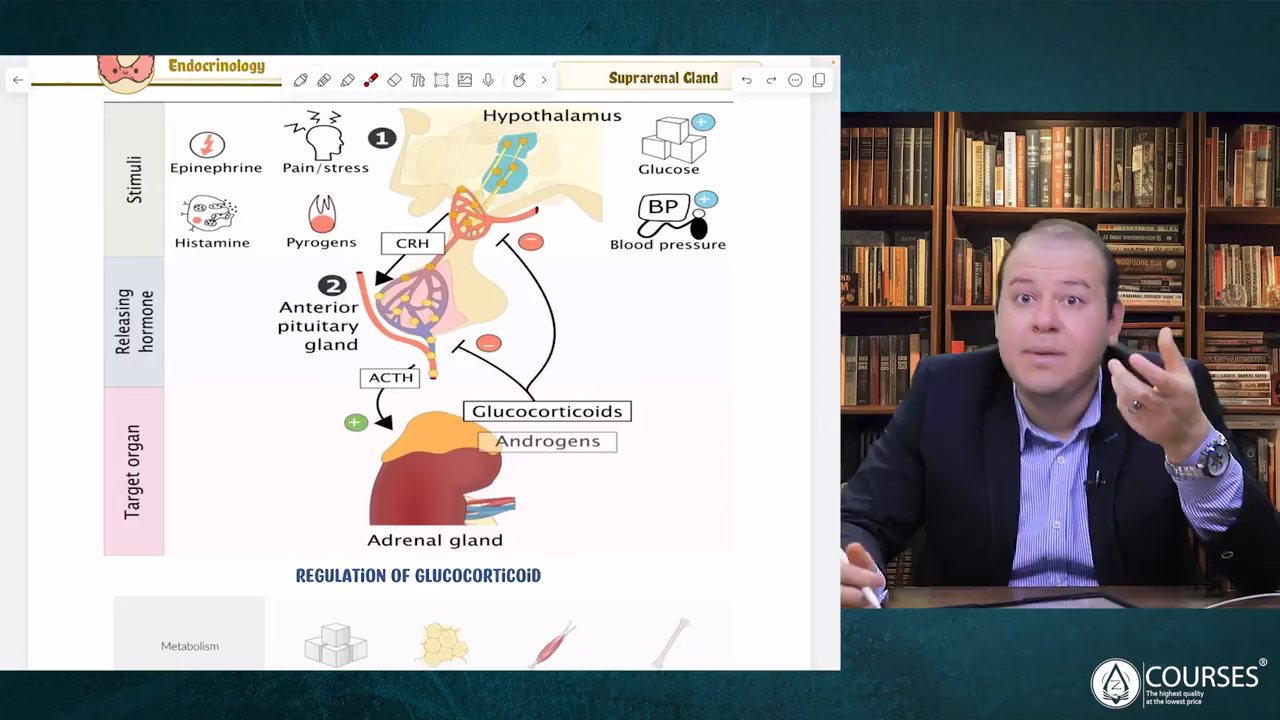 Endocrinology
Suprarenal Gland
Stimuli
Epinephrine
Pain/stress
1
Hypothalamus
Glucose
Histamine
Pyrogens
CRH
BP
Blood pressure
Releasing
hormone
2
Anterior
pituitary
gland
ACTH
Target organ
Glucocorticoids
Androgens
Adrenal gland
REGULATION OF GLUCOCORTICOID
Metabolism
Z
COURSES®
The highest quality
at the lowest price